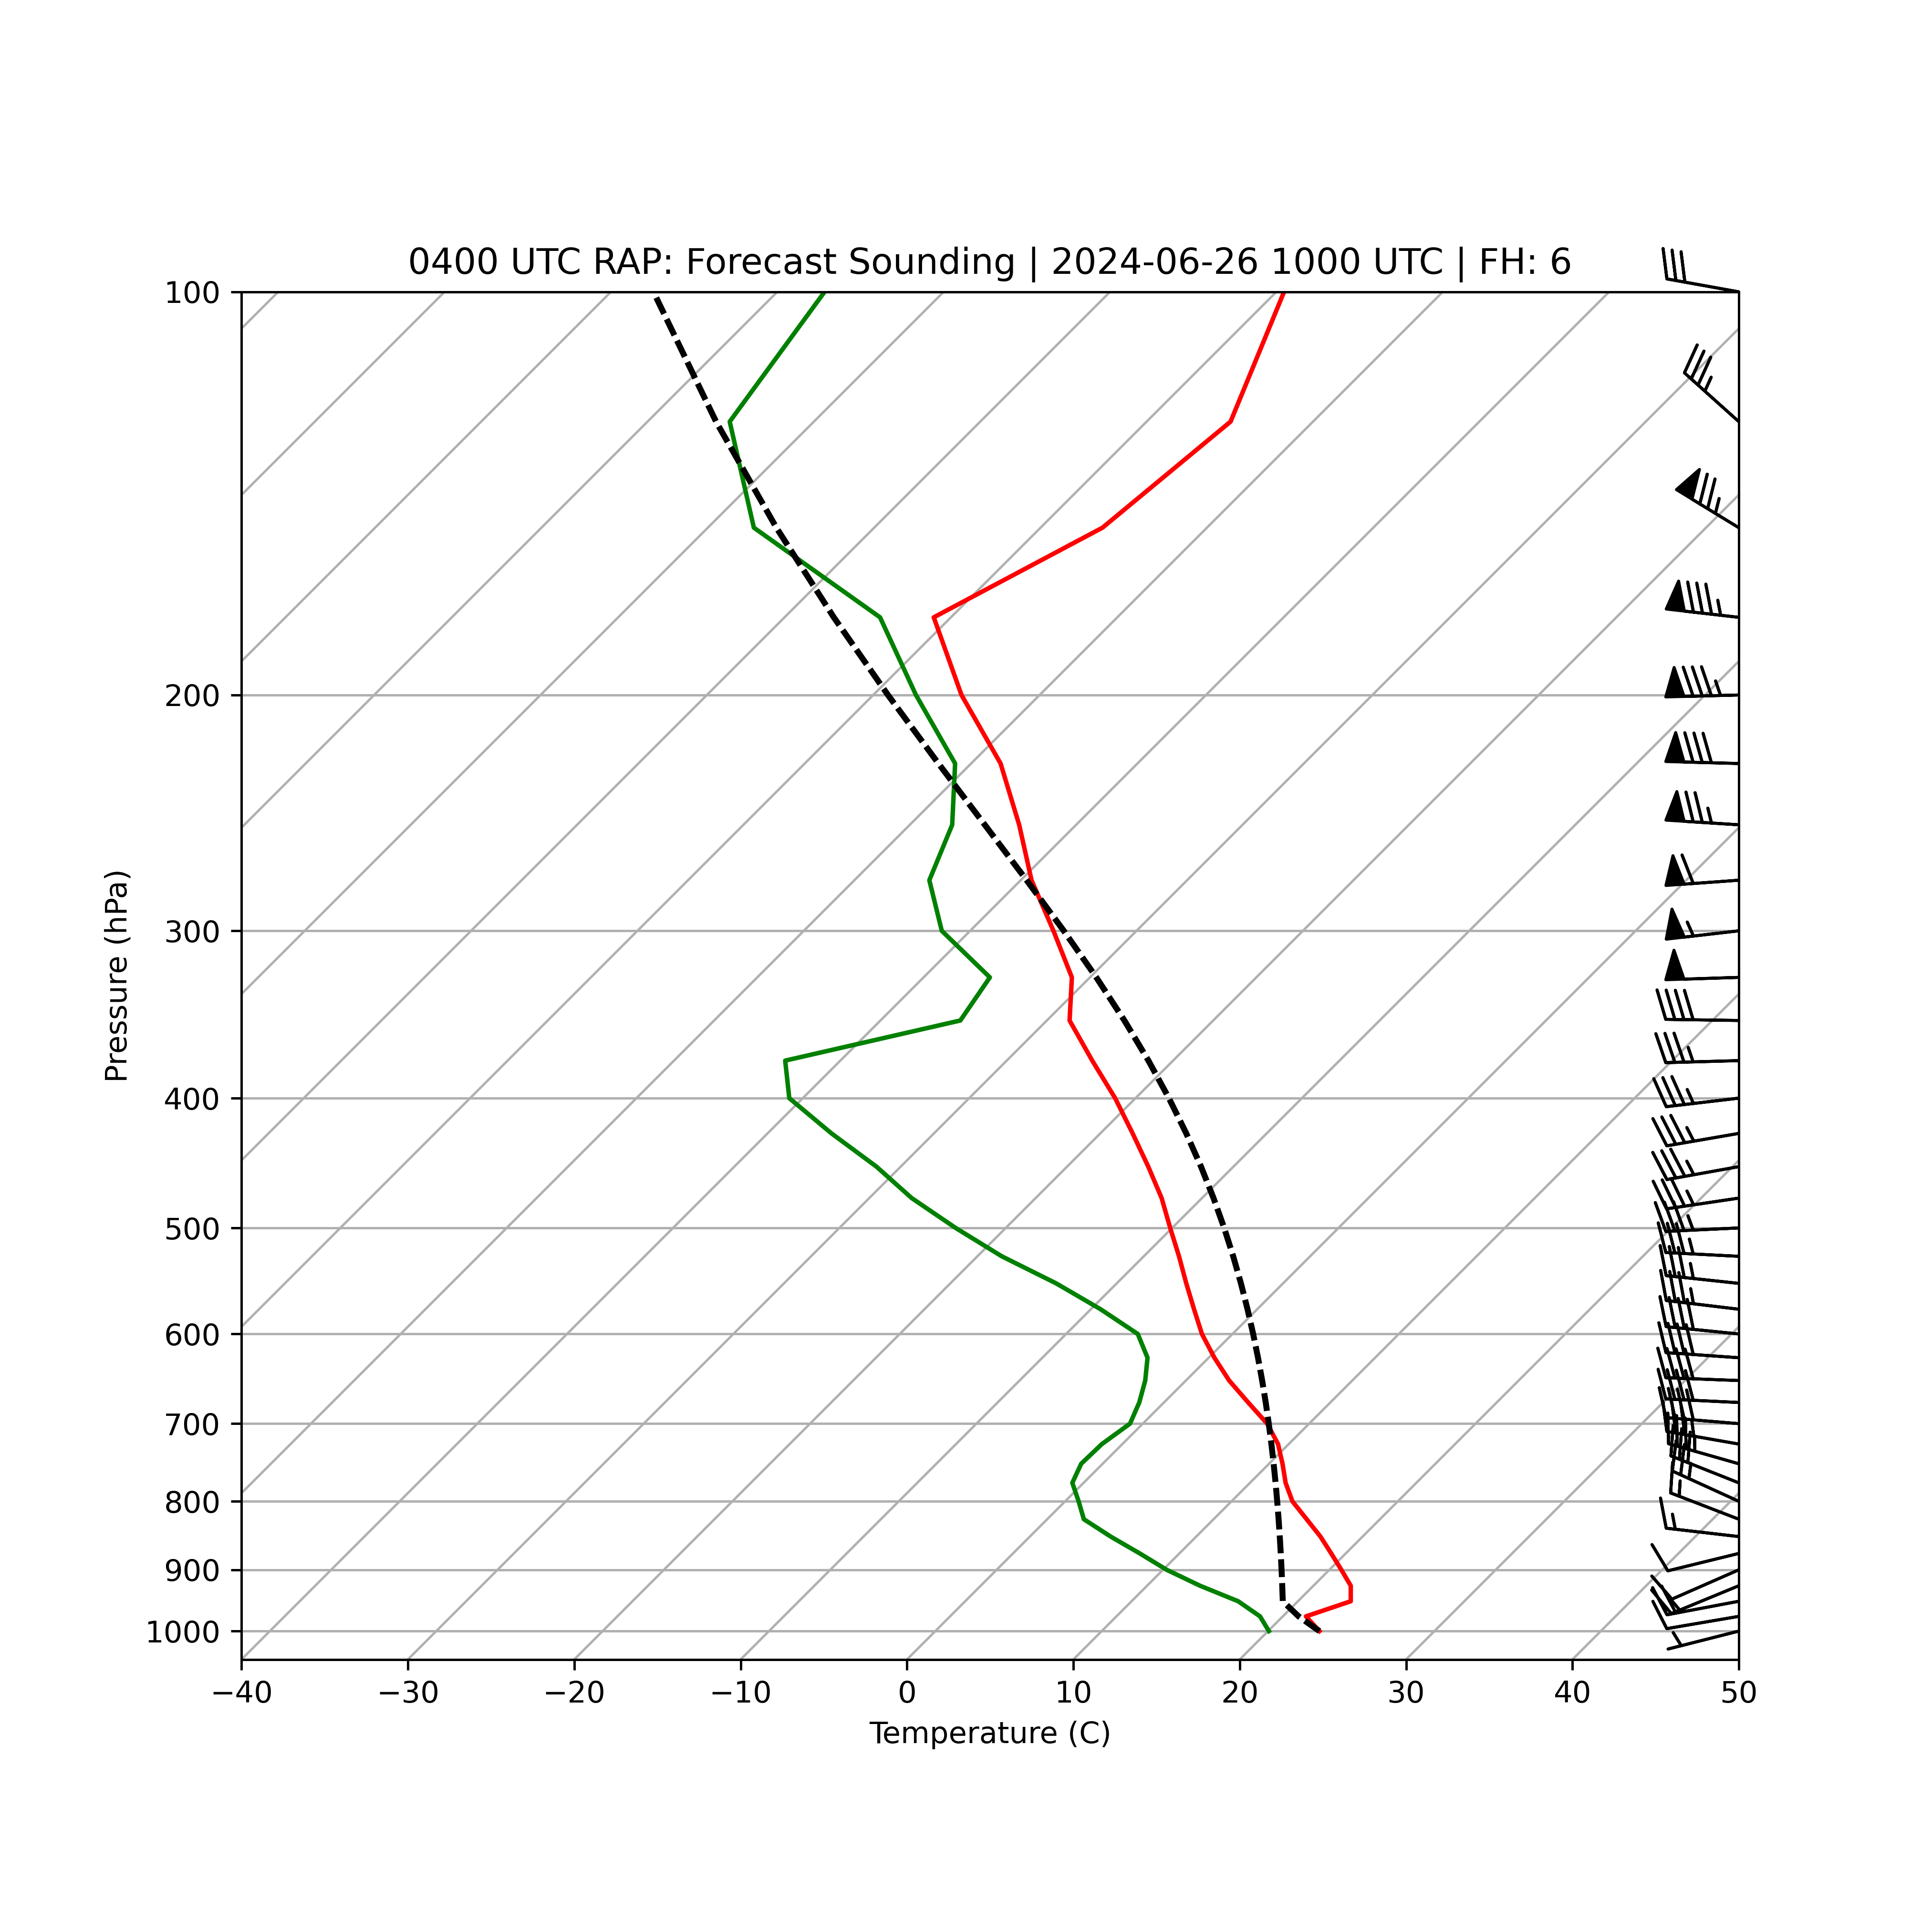 0400 UTC RAP: Forecast Sounding | 2024-06-26 1000 UTC | FH: 6
100
200
300
400
500
600
700
800
900
1000
Pressure (hPa)
−40 −30 −20 −10 0 10 20 30 40 50
Temperature (C)